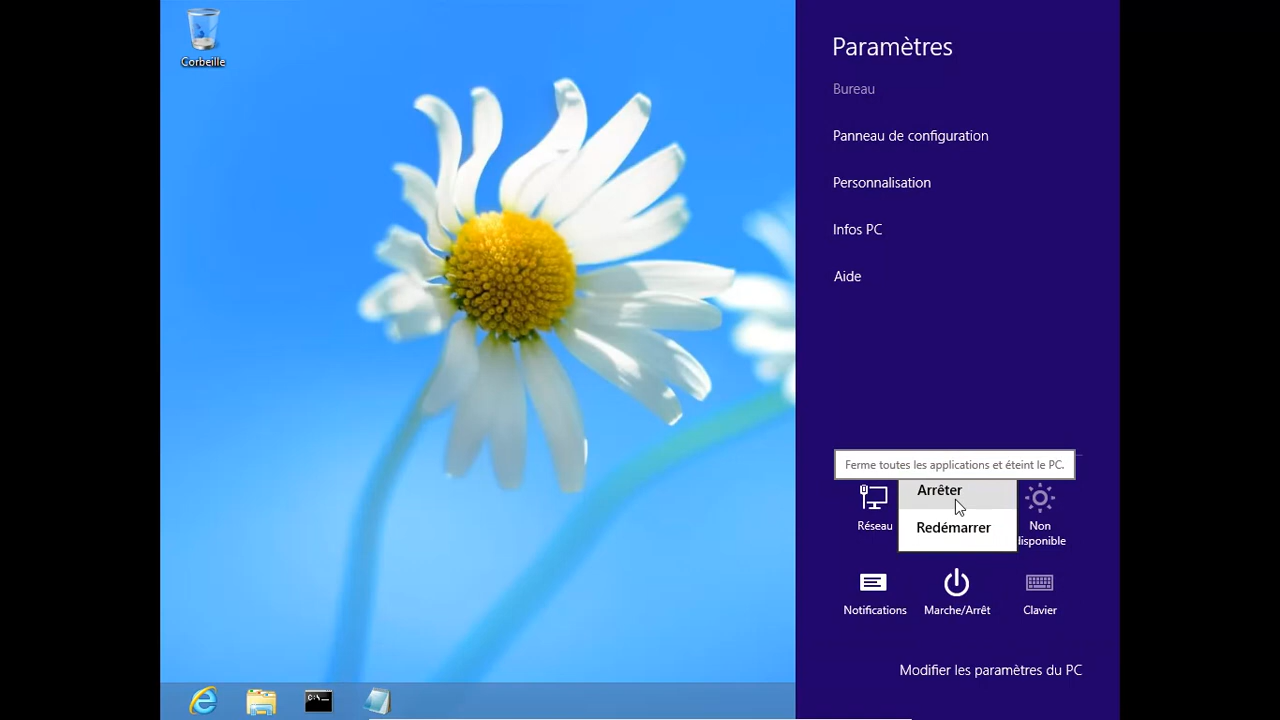 Corbeille
Paramètres
Bureau
Panneau de configuration
Personnalisation
Infos PC
Aide
Ferme toutes les applications et éteint le PC.
Arrêter
Redémarrer
Réseau
Non
lisponible
Notifications
Marche/Arrêt
Clavier
Modifier les paramètres du PC
C:\_